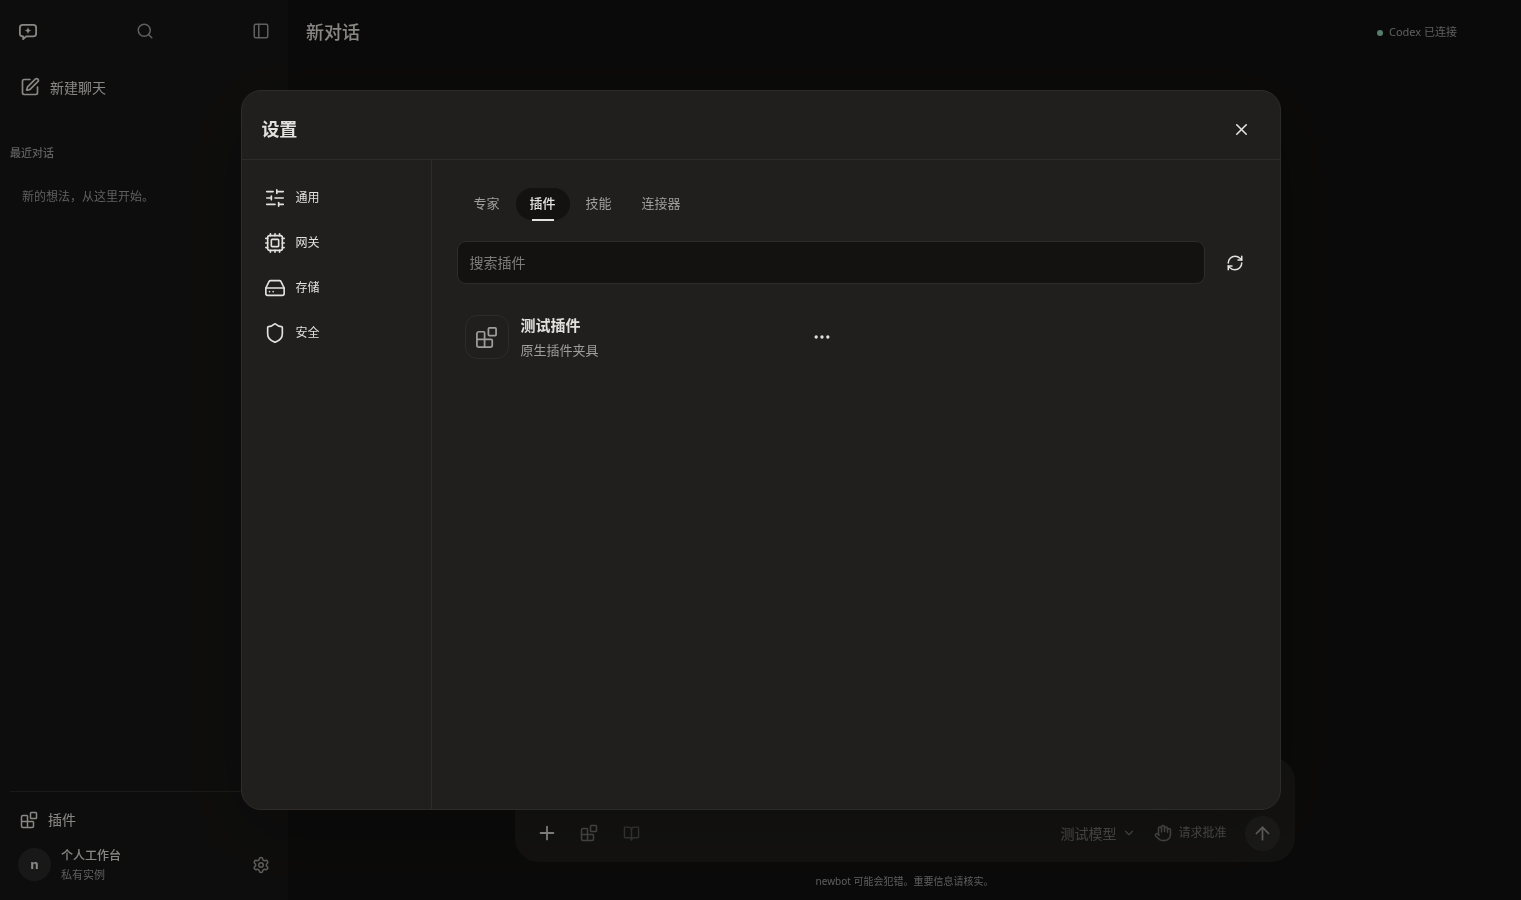 新对话
Codex 已连接
新建聊天
最近对话
新的想法，从这里开始。
设置
通用
网关
存储
安全
专家
插件
技能
连接器
搜索插件
测试插件
原生插件夹具
插件
n
个人工作台
私有实例
测试模型
请求批准
newbot 可能会犯错。重要信息请核实。